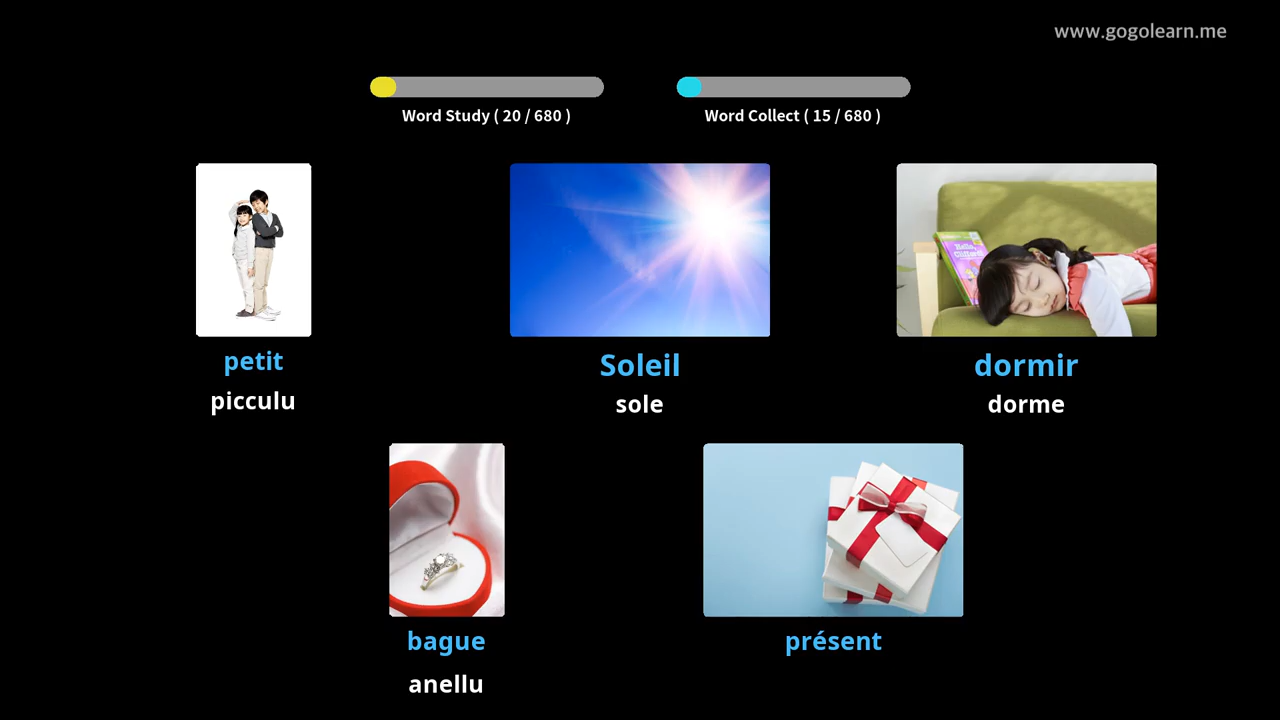 www.gogolearn.me
Word Study ( 20 / 680 )
Word Collect ( 15 / 680 )
petit
picculu
Soleil
sole
dormir
dorme
bague
anellu
présent